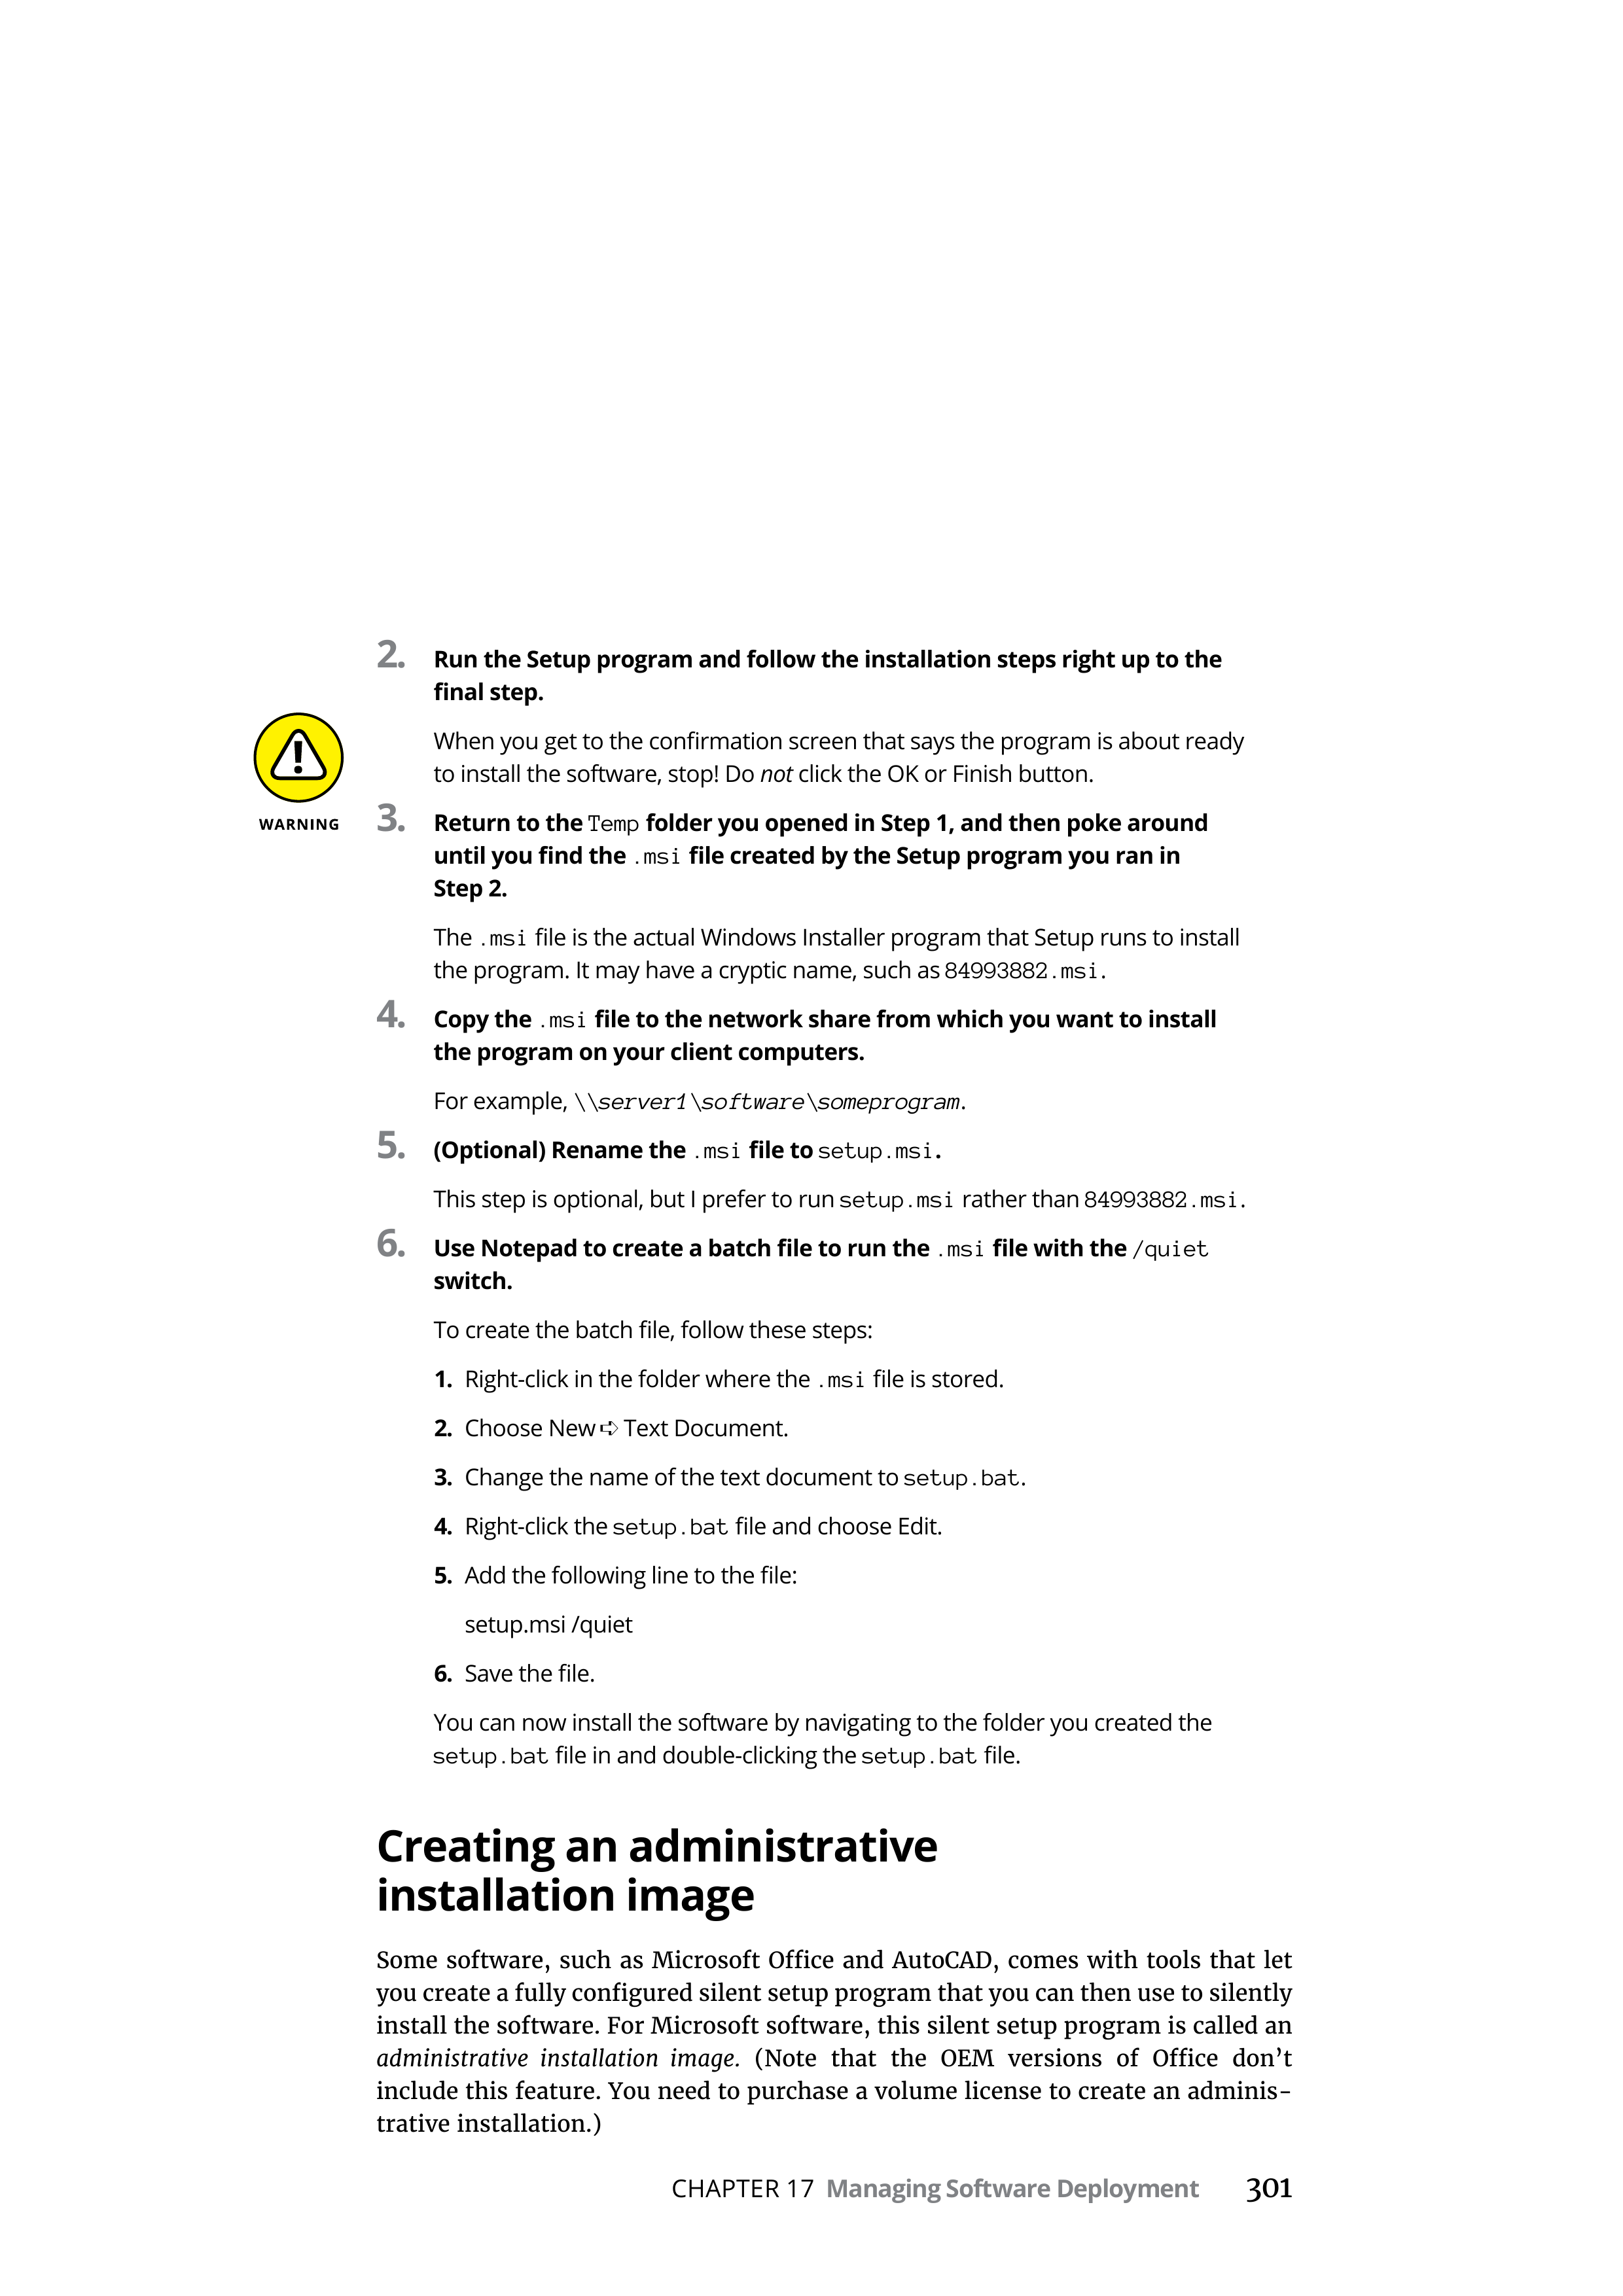 2. Run the Setup program and follow the installation steps right up to the
final step.
When you get to the confirmation screen that says the program is about ready
to install the software, stop! Do not click the OK or Finish button.
WARNING
3. Return to the Temp folder you opened in Step 1, and then poke around
until you find the .msi file created by the Setup program you ran in
Step 2.
The .msi file is the actual Windows Installer program that Setup runs to install
the program. It may have a cryptic name, such as 84993882.msi.
4. Copy the .msi file to the network share from which you want to install
the program on your client computers.
For example, \\server1\software\someprogram.
5. (Optional) Rename the .msi file to setup.msi.
This step is optional, but I prefer to run setup.msi rather than 84993882.msi.
6. Use Notepad to create a batch file to run the .msi file with the /quiet
switch.
To create the batch file, follow these steps:
1. Right-click in the folder where the .msi file is stored.
2. Choose New ➪ Text Document.
3. Change the name of the text document to setup.bat.
4. Right-click the setup.bat file and choose Edit.
5. Add the following line to the file:
setup.msi /quiet
6. Save the file.
You can now install the software by navigating to the folder you created the
setup.bat file in and double-clicking the setup.bat file.
Creating an administrative
installation image
Some software, such as Microsoft Office and AutoCAD, comes with tools that let
you create a fully configured silent setup program that you can then use to silently
install the software. For Microsoft software, this silent setup program is called an
administrative installation image. (Note that the OEM versions of Office don’t
include this feature. You need to purchase a volume license to create an adminis-
trative installation.)
CHAPTER 17 Managing Software Deployment 301